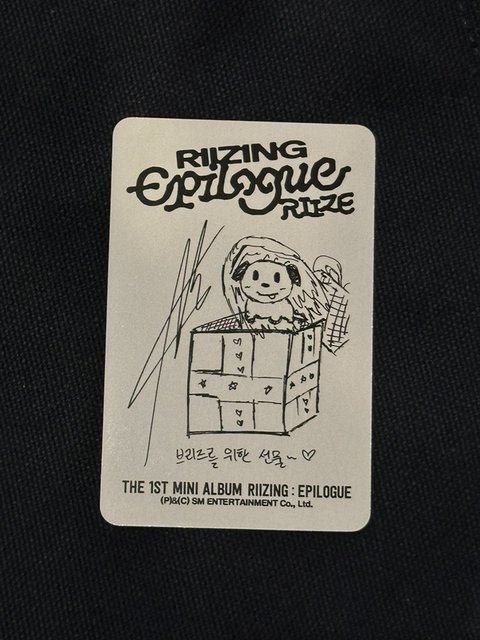 RIIZING
Epilogue
RIIZE
브리즈를 위한 선물~ ♡
THE 1ST MINI ALBUM RIIZING : EPILOGUE
(P)&(C) SM ENTERTAINMENT Co., Ltd.